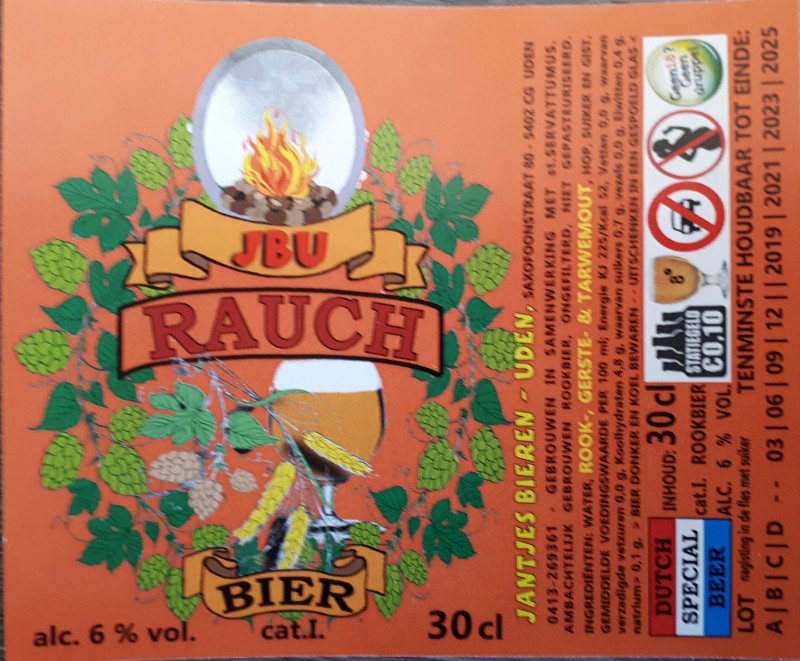 JBU
RAUCH
BIER
alc. 6 % vol.
cat.I.
30 cl
JANTJES BIEREN - UDEN, SAXOFOONSTRAAT 80 - 5402 CG UDEN
0413-269361 - GEBROUWEN IN SAMENWERKING MET st.SERVATTUMUS.
AMBACHTELIJK GEBROUWEN ROOKBIER, ONGEFILTERD, NIET GEPASTEURISEERD.
INGREDIËNTEN: WATER, ROOK-, GERSTE- & TARWEMOUT, HOP, SUIKER EN GIST.
GEMIDDELDE VOEDINGSWAARDE PER 100 ml; Energie KJ 225/Kcal 52, Vetten 0,0 g, waarvan
verzadigde vetzuren 0,0 g, Koolhydraten 4,8 g, waarvan suikers 0,7 g, vezels 0,0 g, Eiwitten 0,4 g,
natrium> 0,1 g. > BIER DONKER EN KOEL BEWAREN - UITSCHENKEN IN EEN GESPOELD GLAS <
DUTCH
SPECIAL
BEER
INHOUD: 30 cl
cat.I. ROOKBIER
ALC. 6 % VOL.
STATIEGELD
€0.10
8°
Geen 18?
Geen
druppel
LOT nagisting in de fles met suiker TENMINSTE HOUDBAAR TOT EINDE:
A | B | C | D - - 03 | 06 | 09 | 12 || 2019 | 2021 | 2023 | 2025